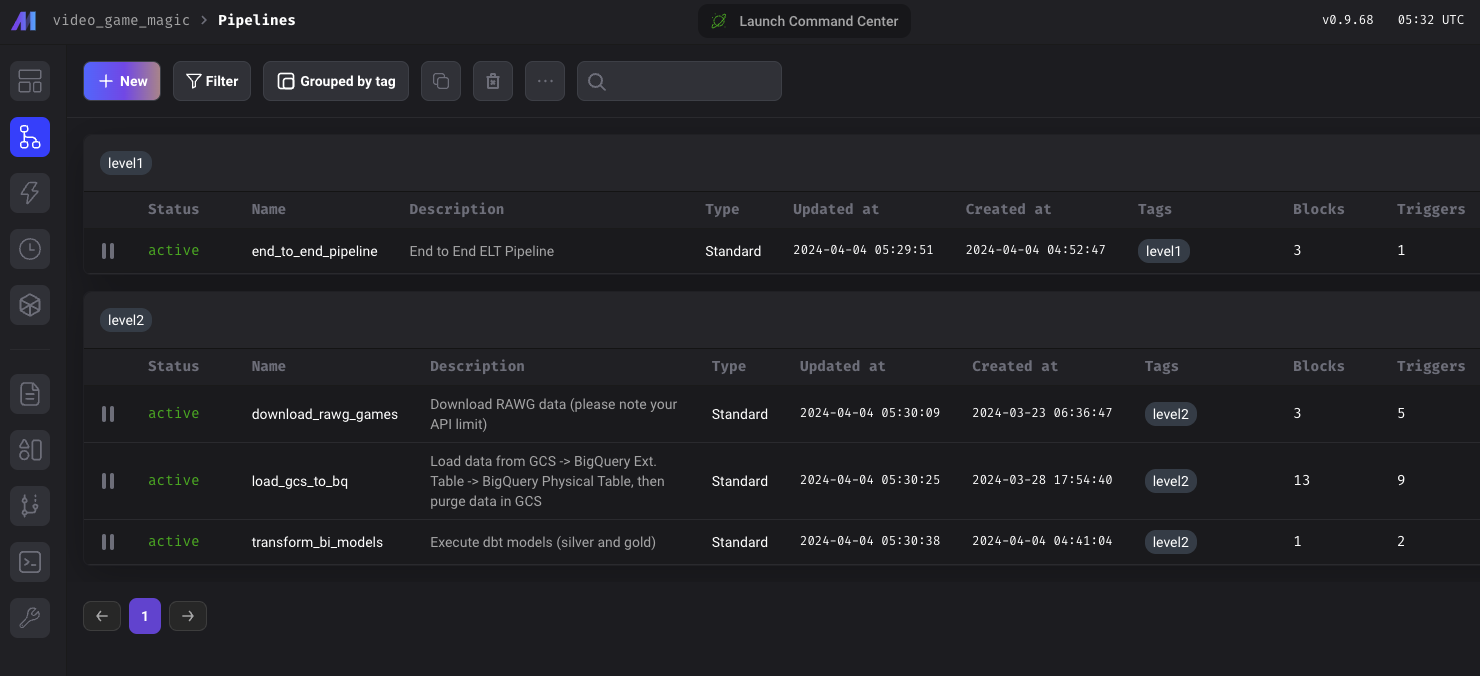 video_game_magic > Pipelines
Launch Command Center
v0.9.68 05:32 UTC
New Filter Grouped by tag
level1
Status Name Description Type Updated at Created at Tags Blocks Triggers
active end_to_end_pipeline End to End ELT Pipeline Standard 2024-04-04 05:29:51 2024-04-04 04:52:47 level1 3 1
level2
Status Name Description Type Updated at Created at Tags Blocks Triggers
active download_rawg_games Download RAWG data (please note your
API limit) Standard 2024-04-04 05:30:09 2024-03-23 06:36:47 level2 3 5
active load_gcs_to_bq Load data from GCS -> BigQuery Ext.
Table -> BigQuery Physical Table, then
purge data in GCS Standard 2024-04-04 05:30:25 2024-03-28 17:54:40 level2 13 9
active transform_bi_models Execute dbt models (silver and gold) Standard 2024-04-04 05:30:38 2024-04-04 04:41:04 level2 1 2
1